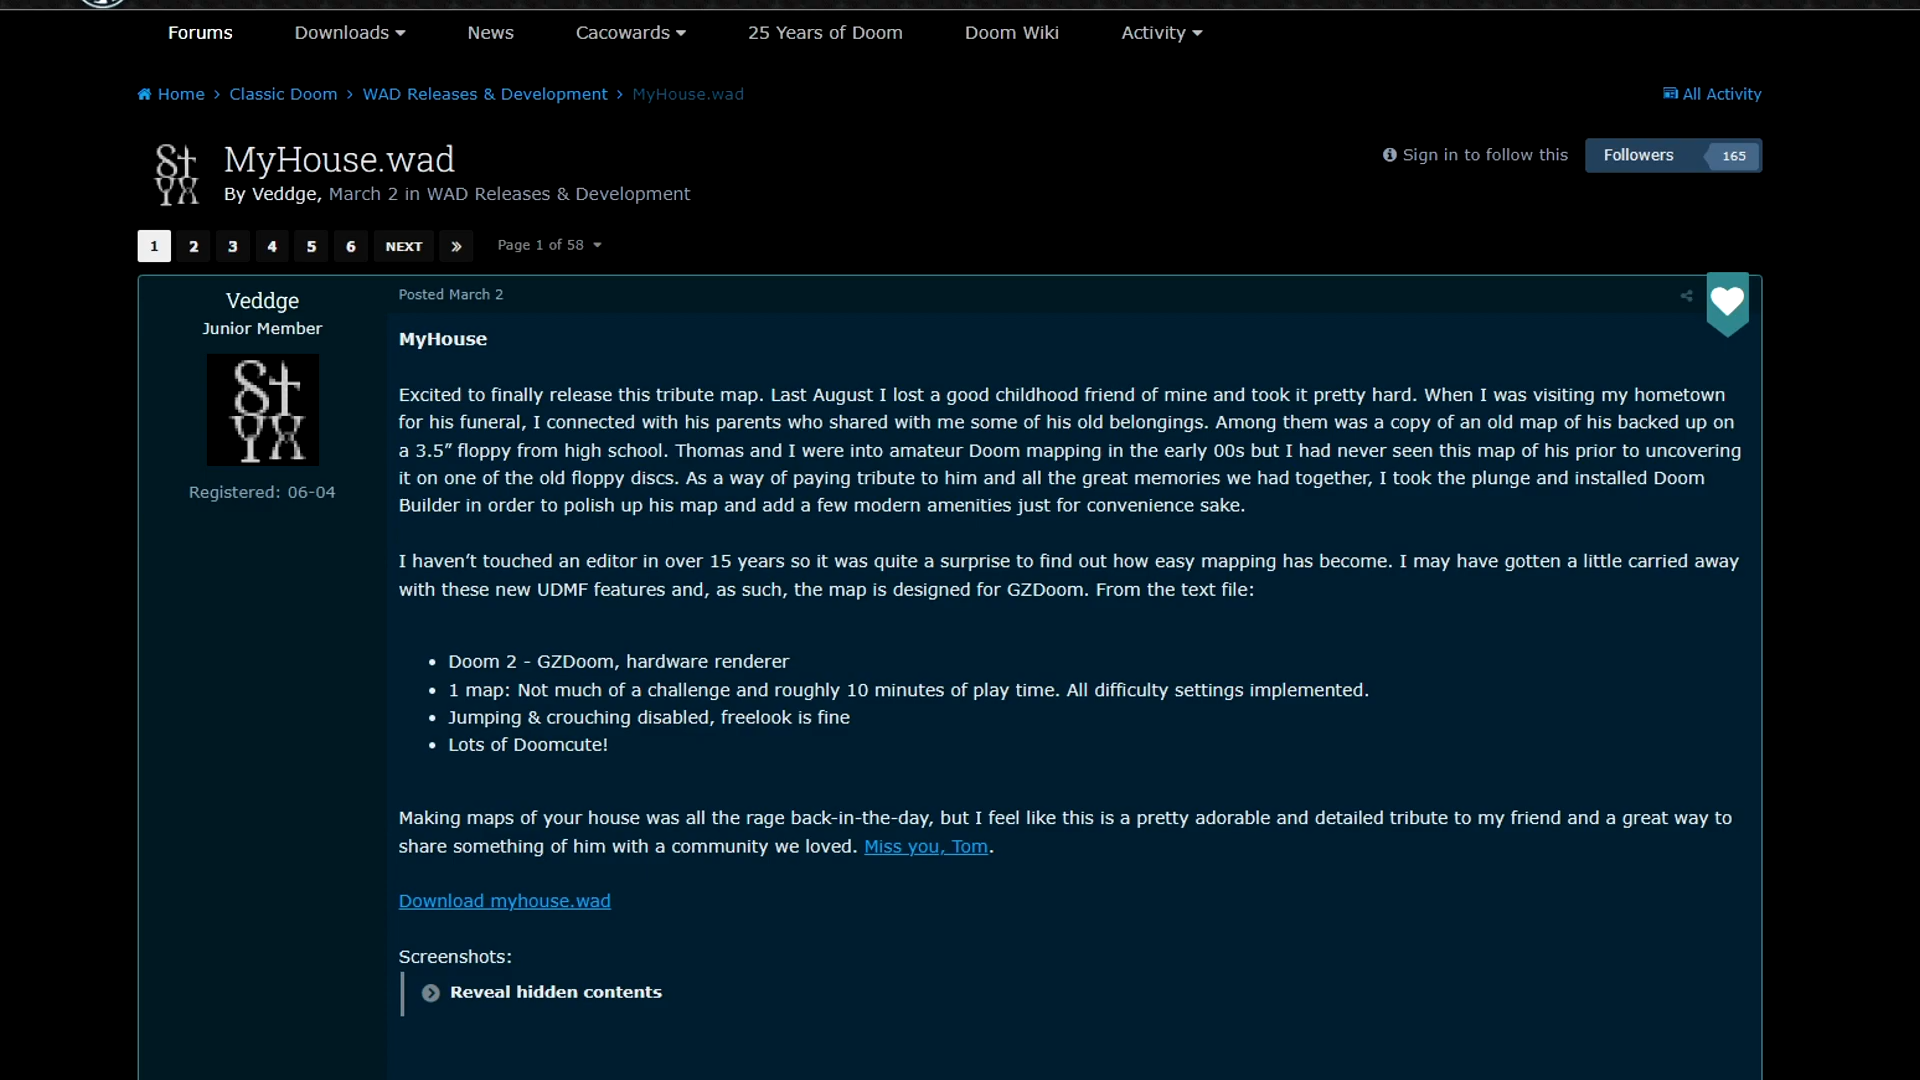 Forums Downloads News Cacowards 25 Years of Doom Doom Wiki Activity
Home > Classic Doom > WAD Releases & Development > MyHouse.wad
All Activity
MyHouse.wad
By Veddge, March 2 in WAD Releases & Development
Sign in to follow this
Followers 165
1 2 3 4 5 6 NEXT » Page 1 of 58
Veddge
Junior Member
St
YX
Registered: 06-04
Posted March 2
MyHouse
Excited to finally release this tribute map. Last August I lost a good childhood friend of mine and took it pretty hard. When I was visiting my hometown
for his funeral, I connected with his parents who shared with me some of his old belongings. Among them was a copy of an old map of his backed up on
a 3.5” floppy from high school. Thomas and I were into amateur Doom mapping in the early 00s but I had never seen this map of his prior to uncovering
it on one of the old floppy discs. As a way of paying tribute to him and all the great memories we had together, I took the plunge and installed Doom
Builder in order to polish up his map and add a few modern amenities just for convenience sake.
I haven’t touched an editor in over 15 years so it was quite a surprise to find out how easy mapping has become. I may have gotten a little carried away
with these new UDMF features and, as such, the map is designed for GZDoom. From the text file:
• Doom 2 - GZDoom, hardware renderer
• 1 map: Not much of a challenge and roughly 10 minutes of play time. All difficulty settings implemented.
• Jumping & crouching disabled, freelook is fine
• Lots of Doomcute!
Making maps of your house was all the rage back-in-the-day, but I feel like this is a pretty adorable and detailed tribute to my friend and a great way to
share something of him with a community we loved. Miss you, Tom.
Download myhouse.wad
Screenshots:
Reveal hidden contents